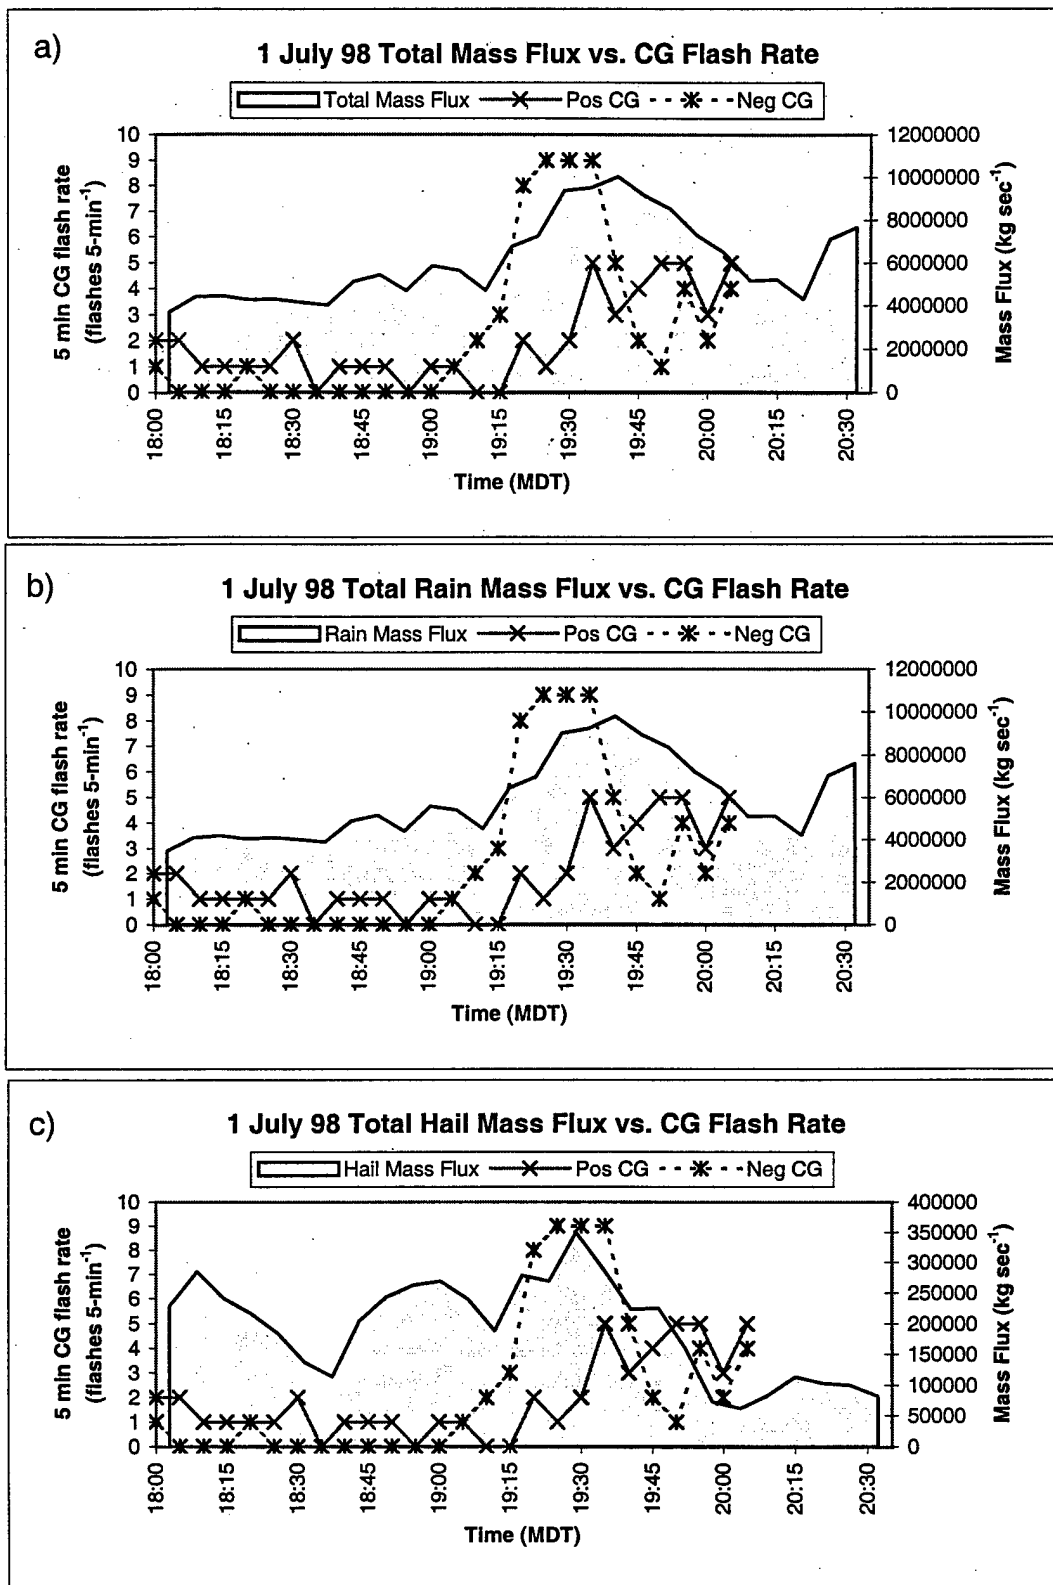 a)
1 July 98 Total Mass Flux vs. CG Flash Rate
Total Mass Flux Pos CG Neg CG
5 min CG flash rate
(flashes 5-min⁻¹)
10
9
8
7
6
5
4
3
2
1
0
12000000
10000000
8000000
6000000
4000000
2000000
0
Mass Flux (kg sec⁻¹)
18:00 18:15 18:30 18:45 19:00 19:15 19:30 19:45 20:00 20:15 20:30
Time (MDT)
b)
1 July 98 Total Rain Mass Flux vs. CG Flash Rate
Rain Mass Flux Pos CG Neg CG
5 min CG flash rate
(flashes 5-min⁻¹)
10
9
8
7
6
5
4
3
2
1
0
12000000
10000000
8000000
6000000
4000000
2000000
0
Mass Flux (kg sec⁻¹)
18:00 18:15 18:30 18:45 19:00 19:15 19:30 19:45 20:00 20:15 20:30
Time (MDT)
c)
1 July 98 Total Hail Mass Flux vs. CG Flash Rate
Hail Mass Flux Pos CG Neg CG
5 min CG flash rate
(flashes 5-min⁻¹)
10
9
8
7
6
5
4
3
2
1
0
400000
350000
300000
250000
200000
150000
100000
50000
0
Mass Flux (kg sec⁻¹)
18:00 18:15 18:30 18:45 19:00 19:15 19:30 19:45 20:00 20:15 20:30
Time (MDT)